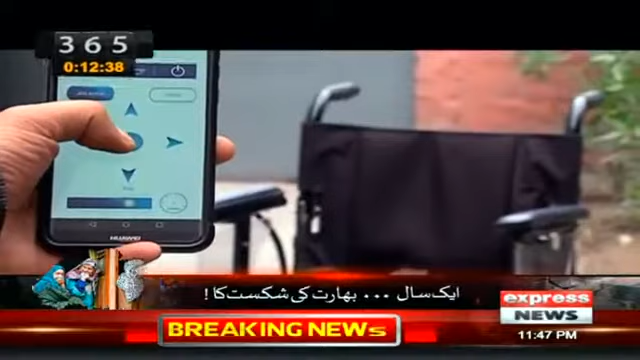 365
0:12:38
HUAWEI
ایک سال ... بھارت کی شکست کا !
express
NEWS
BREAKING NEWS
11:47 PM